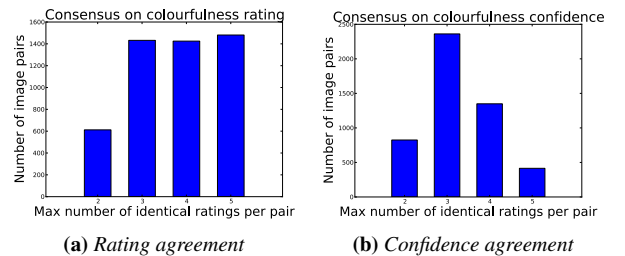 Consensus on colourfulness rating
1600
1400
1200
1000
800
600
400
200
0
Number of image pairs
2 3 4 5
Max number of identical ratings per pair
(a) Rating agreement
Consensus on colourfulness confidence
2500
2000
1500
1000
500
0
Number of image pairs
2 3 4 5
Max number of identical ratings per pair
(b) Confidence agreement